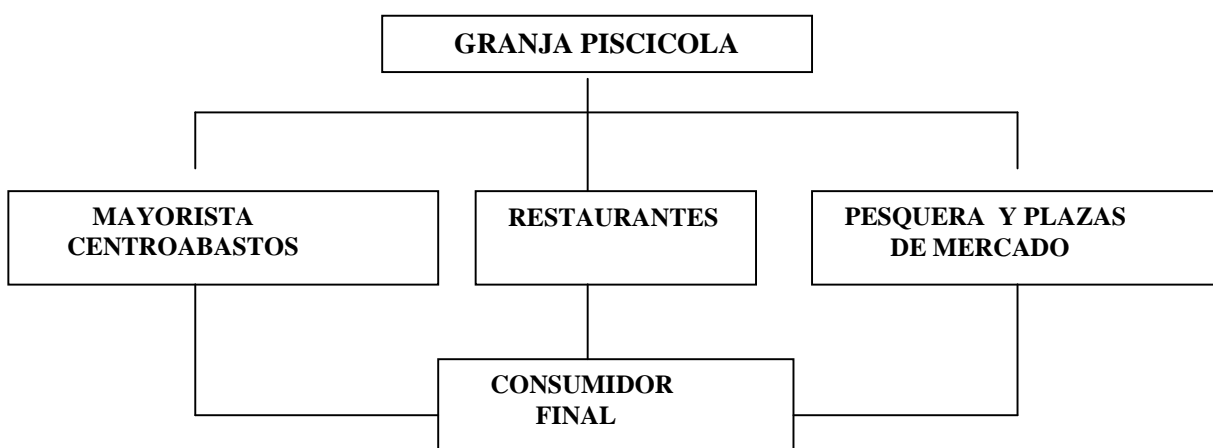 GRANJA PISCICOLA
MAYORISTA
CENTROABASTOS
RESTAURANTES
PESQUERA Y PLAZAS
DE MERCADO
CONSUMIDOR
FINAL